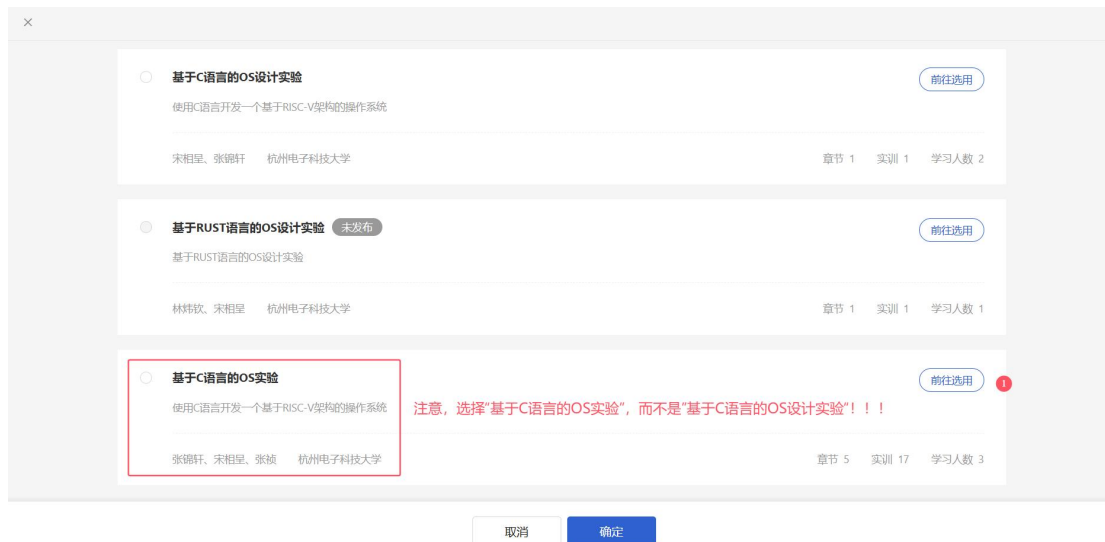 ×
基于C语言的OS设计实验
前往选用
使用C语言开发一个基于RISC-V架构的操作系统
宋相呈、张锦轩 杭州电子科技大学 章节 1 实训 1 学习人数 2
基于RUST语言的OS设计实验 未发布
前往选用
基于RUST语言的OS设计实验
林炜钦、宋相呈 杭州电子科技大学 章节 1 实训 1 学习人数 1
基于C语言的OS实验
前往选用 1
使用C语言开发一个基于RISC-V架构的操作系统 注意，选择"基于C语言的OS实验"，而不是"基于C语言的OS设计实验"！！！
张锦轩、宋相呈、张祯 杭州电子科技大学 章节 5 实训 17 学习人数 3
取消 确定